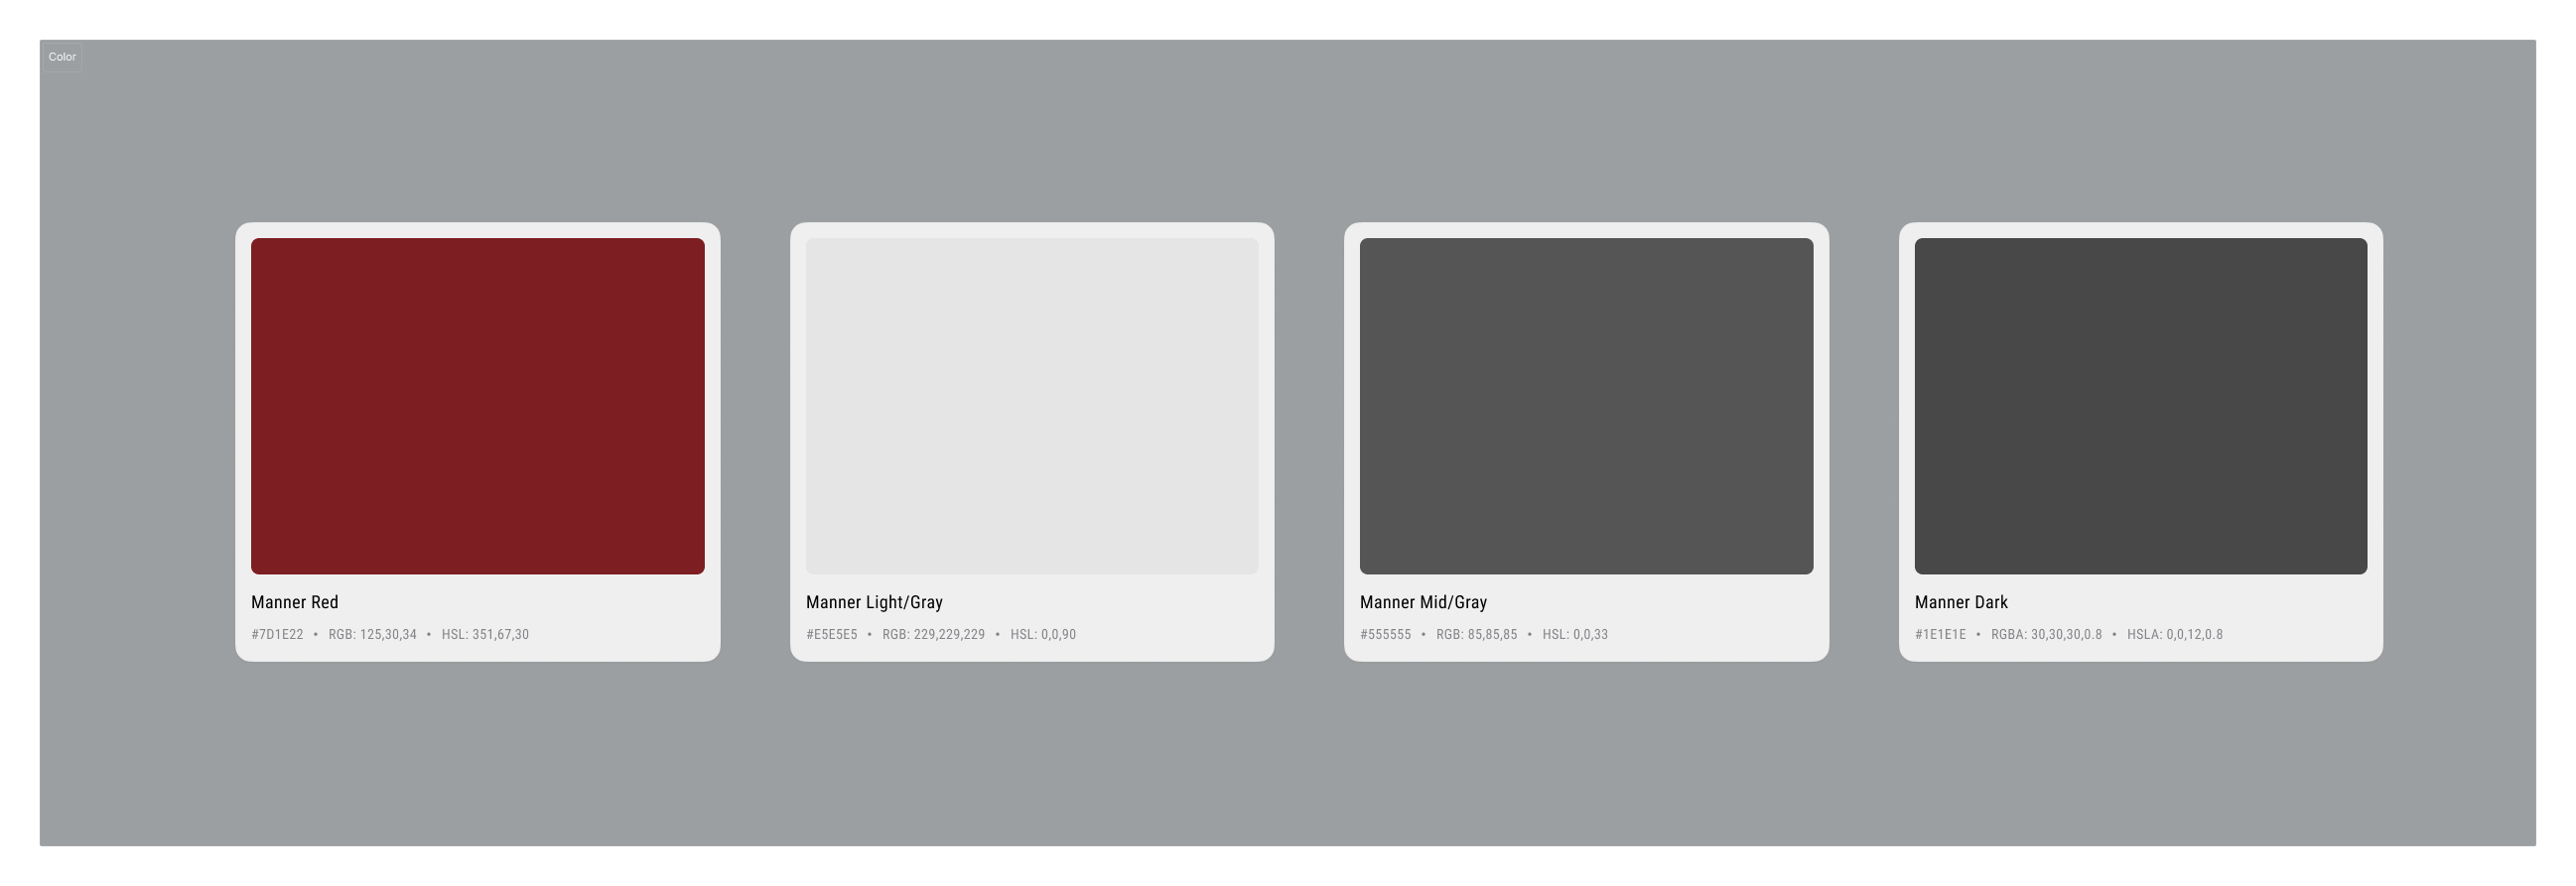 Color
Manner Red
#7D1E22 • RGB: 125,30,34 • HSL: 351,67,30
Manner Light/Gray
#E5E5E5 • RGB: 229,229,229 • HSL: 0,0,90
Manner Mid/Gray
#555555 • RGB: 85,85,85 • HSL: 0,0,33
Manner Dark
#1E1E1E • RGBA: 30,30,30,0.8 • HSLA: 0,0,12,0.8